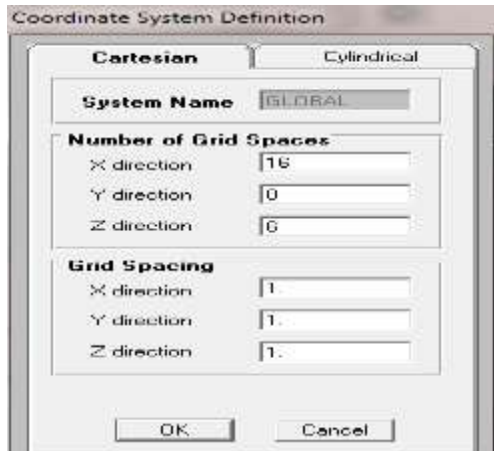 Coordinate System Definition
Cartesian Cylindrical
System Name GLOBAL
Number of Grid Spaces
X direction 16
Y direction 0
Z direction 6
Grid Spacing
X direction 1.
Y direction 1.
Z direction 1.
OK Cancel